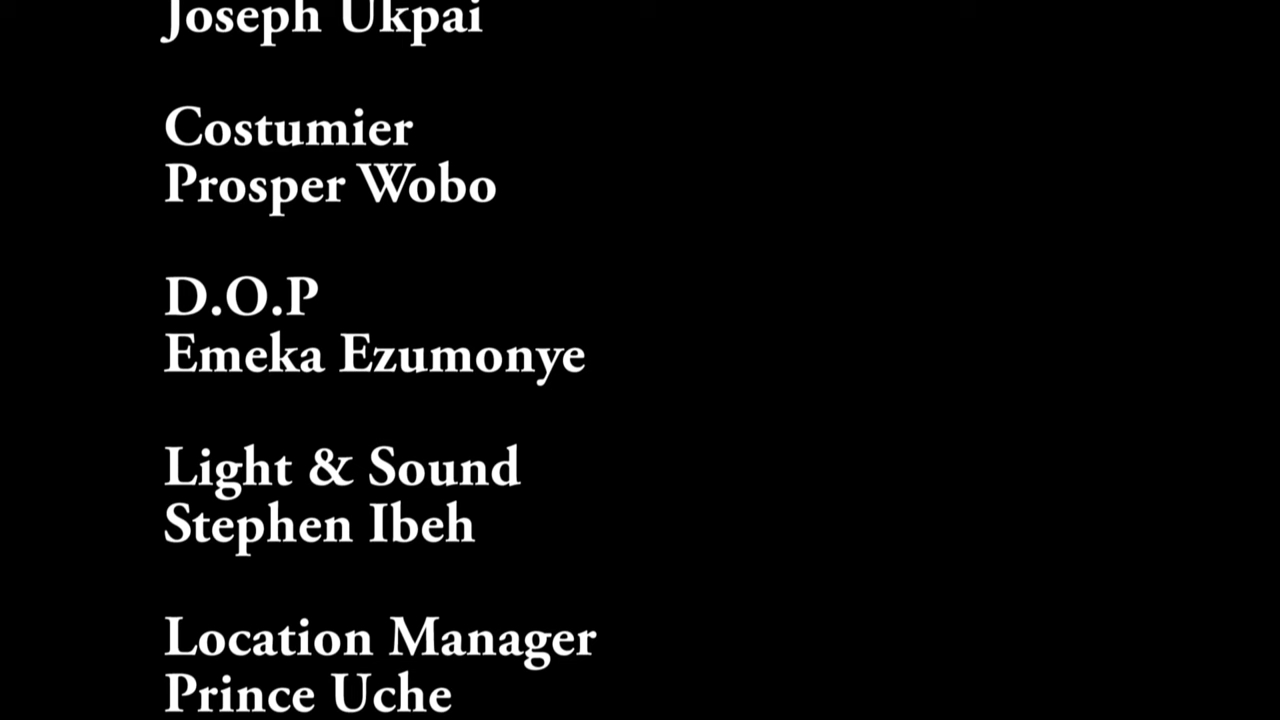 Joseph Ukpai
Costumier
Prosper Wobo
D.O.P
Emeka Ezumonye
Light & Sound
Stephen Ibeh
Location Manager
Prince Uche